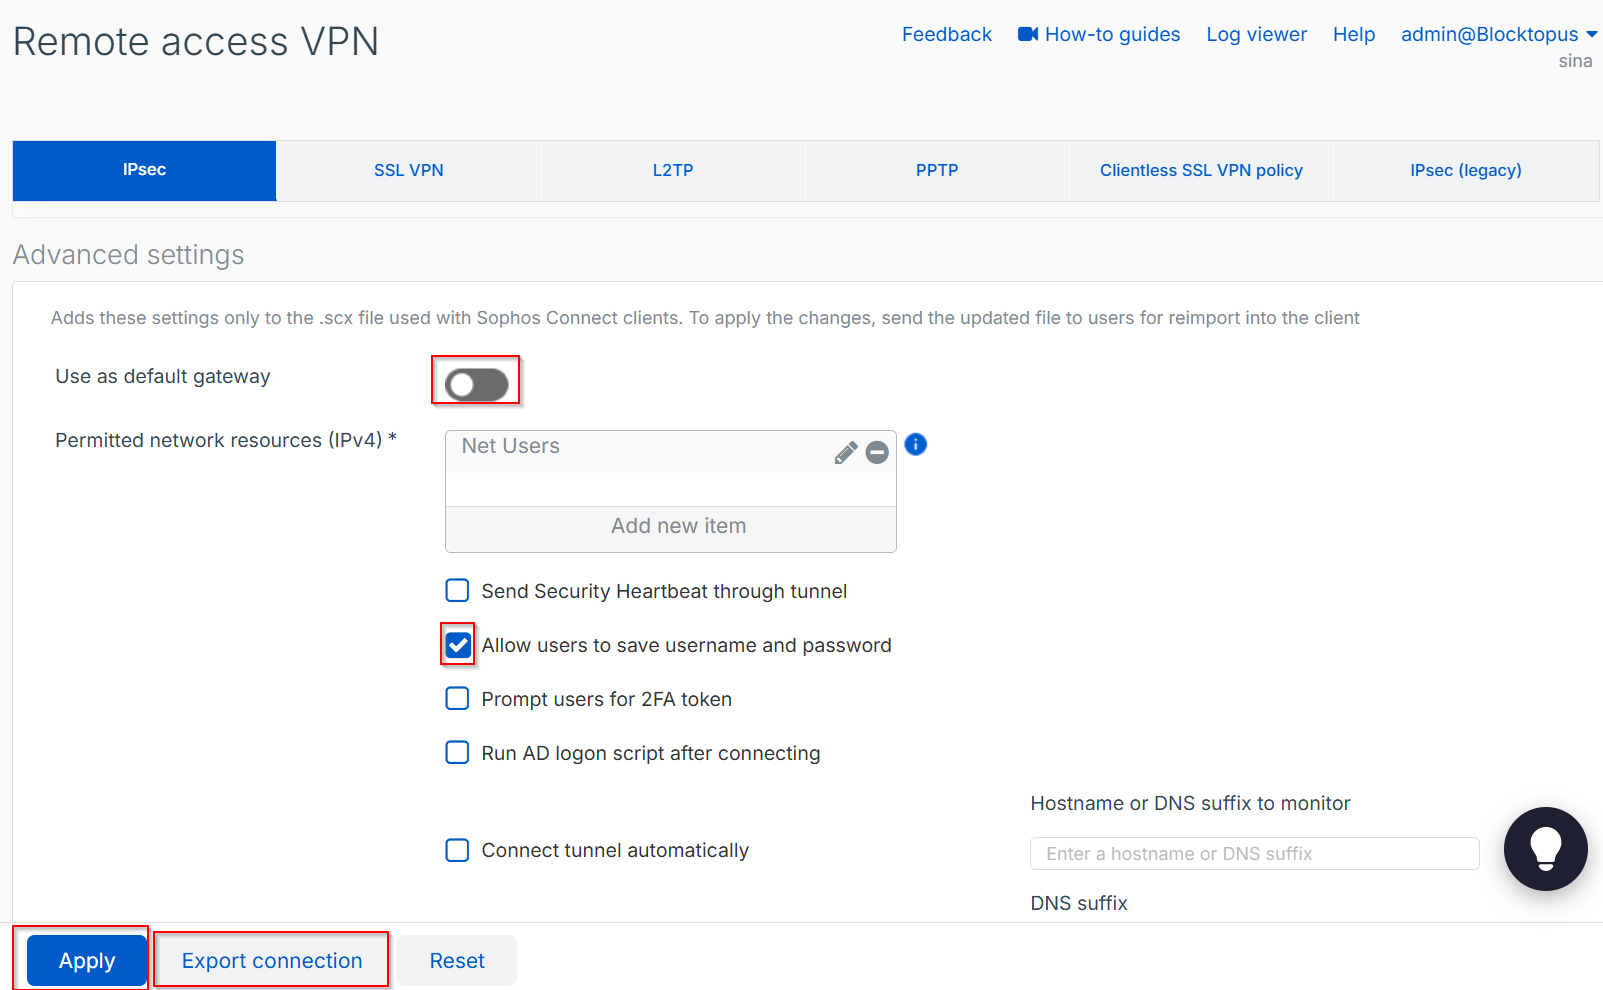 Remote access VPN
Feedback
How-to guides
Log viewer
Help
admin@Blocktopus
sina
IPsec
SSL VPN
L2TP
PPTP
Clientless SSL VPN policy
IPsec (legacy)
Advanced settings
Adds these settings only to the .scx file used with Sophos Connect clients. To apply the changes, send the updated file to users for reimport into the client
Use as default gateway
Permitted network resources (IPv4) *
Net Users
Add new item
Send Security Heartbeat through tunnel
Allow users to save username and password
Prompt users for 2FA token
Run AD logon script after connecting
Hostname or DNS suffix to monitor
Connect tunnel automatically
Enter a hostname or DNS suffix
DNS suffix
Apply
Export connection
Reset